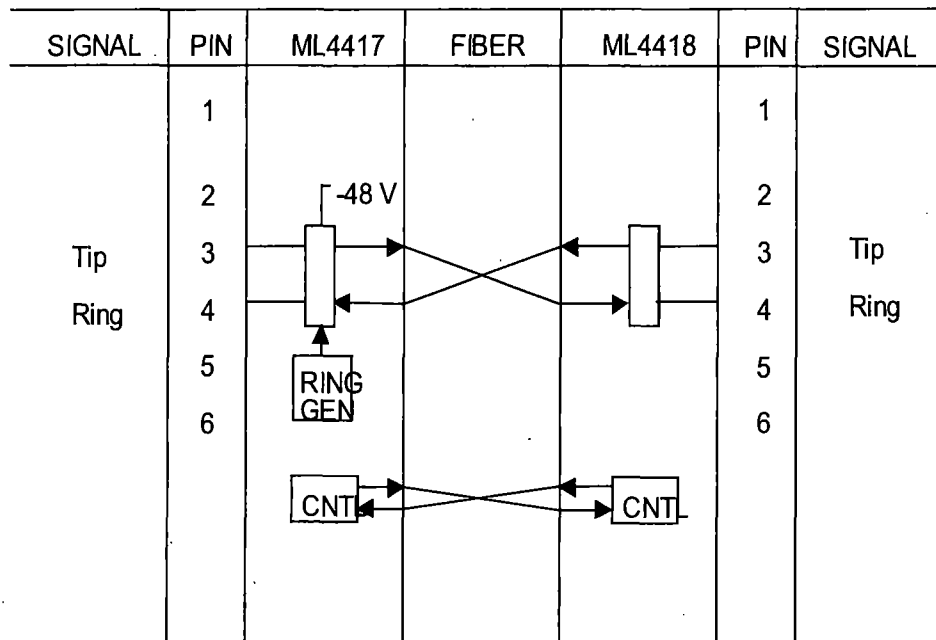 SIGNAL PIN ML4417 FIBER ML4418 PIN SIGNAL
1 1
2 -48 V 2
Tip 3 3 Tip
Ring 4 4 Ring
5 RING 5
GEN
6 6
CNTL CNTL